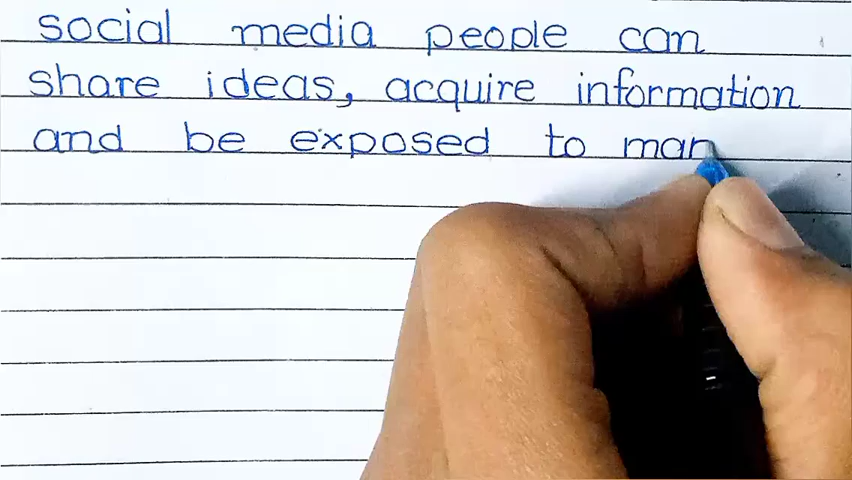 social media people can
share ideas, acquire information
and be exposed to man